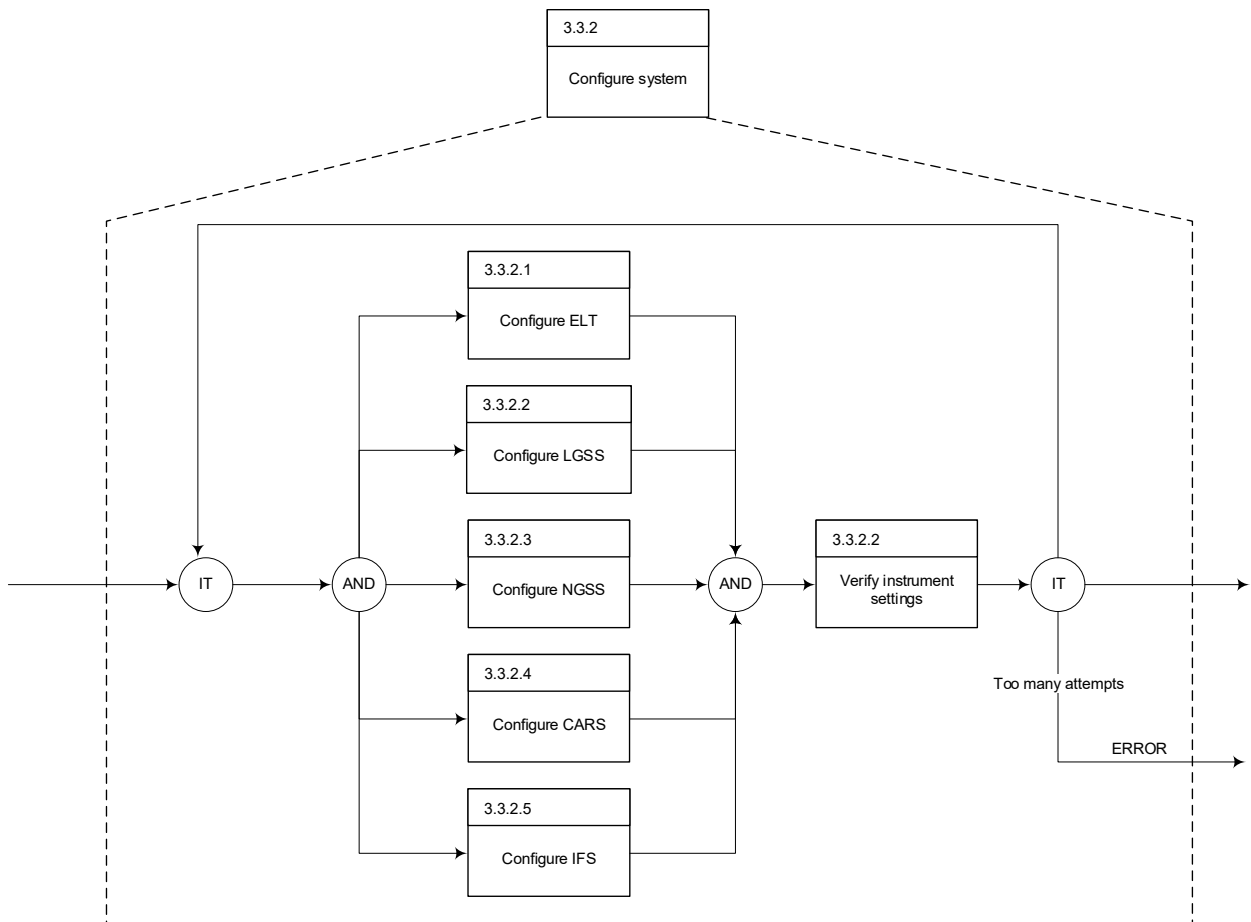 3.3.2
Configure system
3.3.2.1
Configure ELT
3.3.2.2
Configure LGSS
3.3.2.3
Configure NGSS
3.3.2.2
Verify instrument
settings
IT
AND
AND
IT
3.3.2.4
Configure CARS
Too many attempts
ERROR
3.3.2.5
Configure IFS